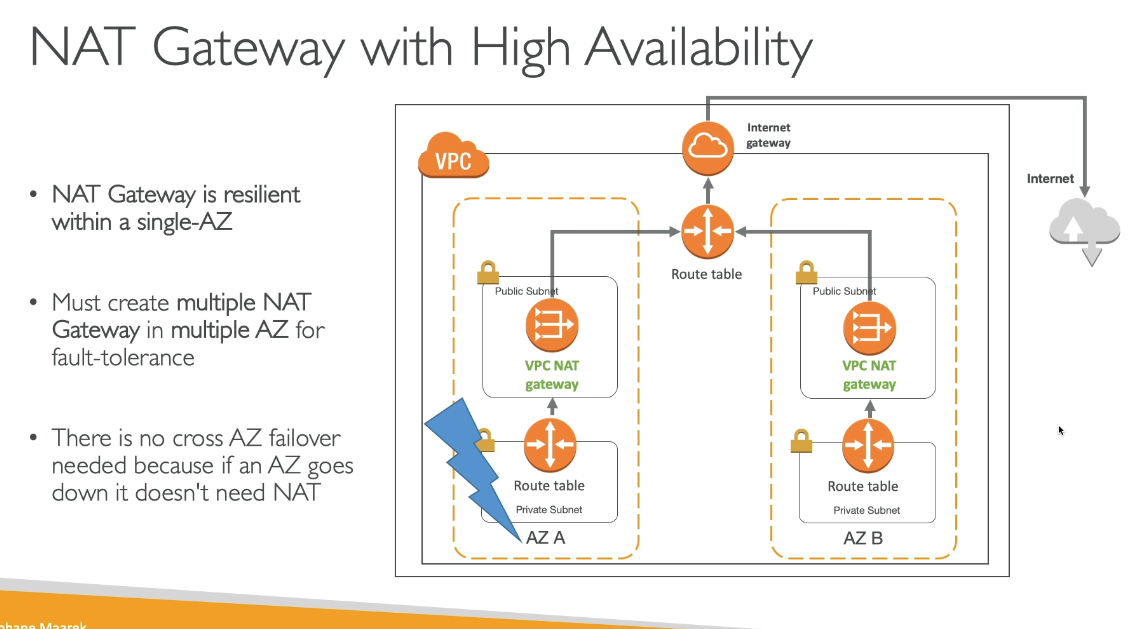 NAT Gateway with High Availability
• NAT Gateway is resilient
within a single-AZ
• Must create multiple NAT
Gateway in multiple AZ for
fault-tolerance
• There is no cross AZ failover
needed because if an AZ goes
down it doesn't need NAT
VPC
Internet
gateway
Internet
Route table
Public Subnet
VPC NAT
gateway
Route table
Private Subnet
AZ A
Public Subnet
VPC NAT
gateway
Route table
Private Subnet
AZ B
Maarek